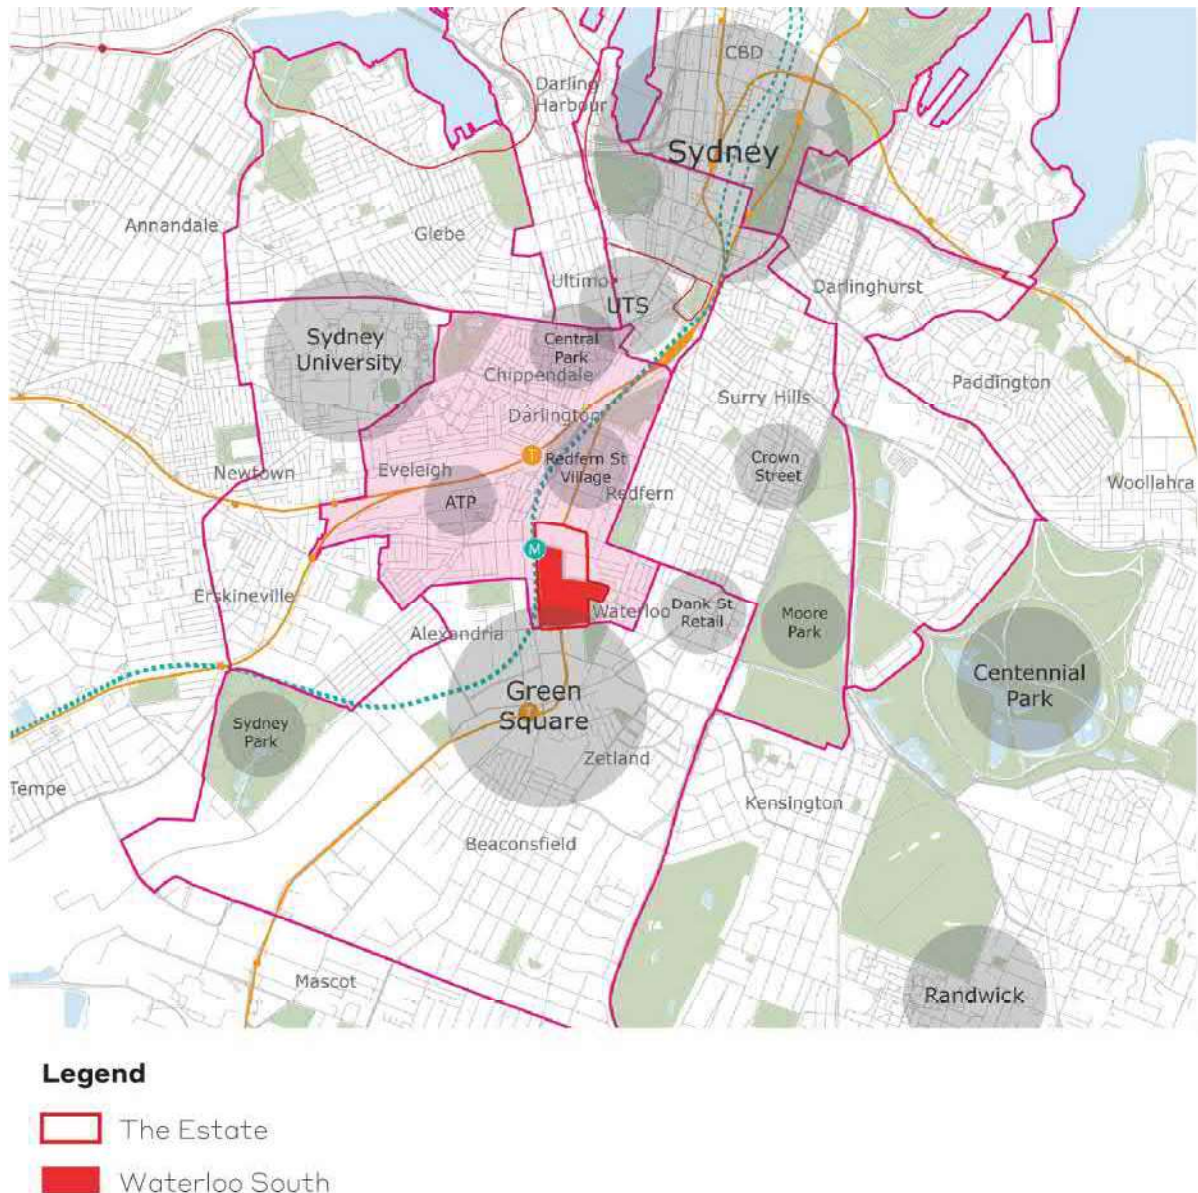 CBD
Darling
Harbour
Sydney
Annandale
Glebe
Ultimo
UTS
Darlinghurst
Sydney
University
Central
Park
Chippendale
Paddington
Surry Hills
Darlington
T
Redfern St
Village
Crown
Street
Newtown
Eveleigh
ATP
Redfern
Woollahra
M
Erskineville
Waterloo
Dank St
Retail
Moore
Park
Alexandria
Centennial
Park
Green
Square
Sydney
Park
Zetland
Tempe
Kensington
Beaconsfield
Mascot
Randwick
Legend
The Estate
Waterloo South